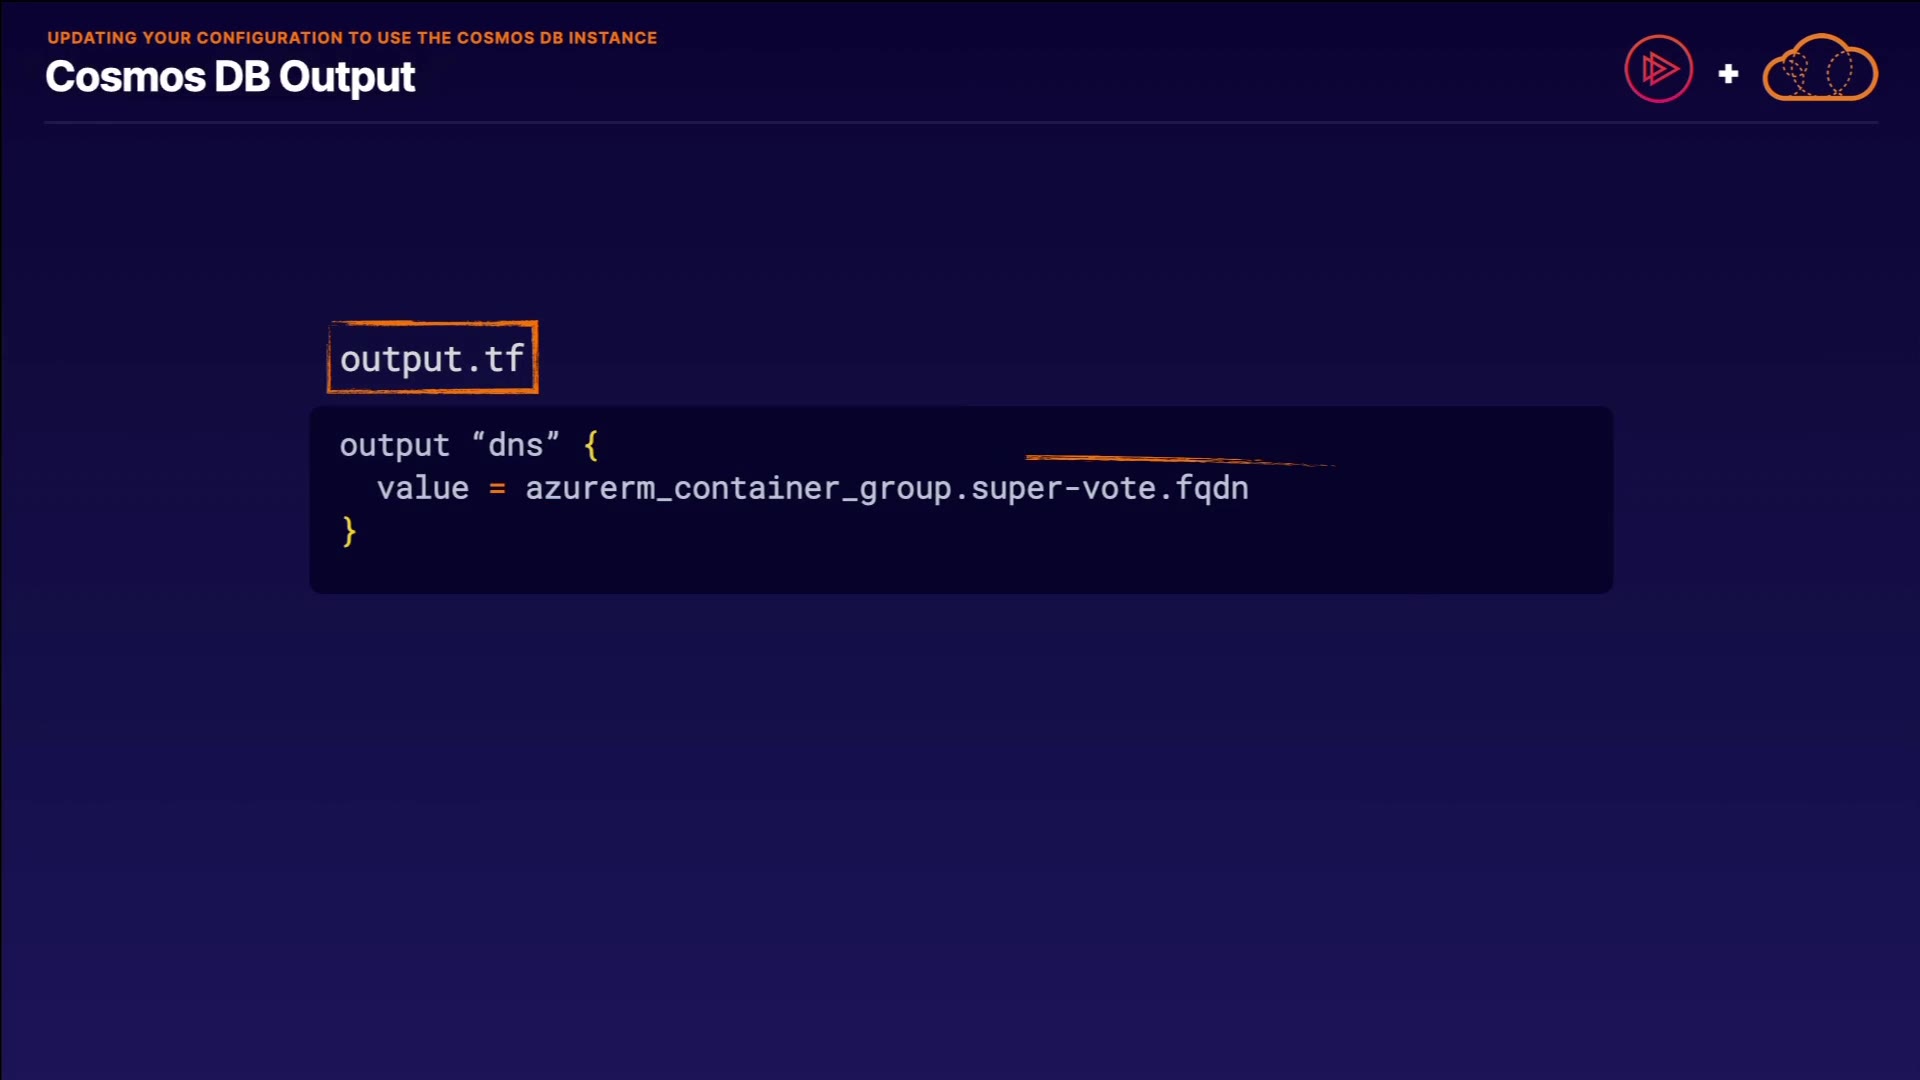 UPDATING YOUR CONFIGURATION TO USE THE COSMOS DB INSTANCE
Cosmos DB Output
output.tf
output “dns” {
  value = azurerm_container_group.super-vote.fqdn
}